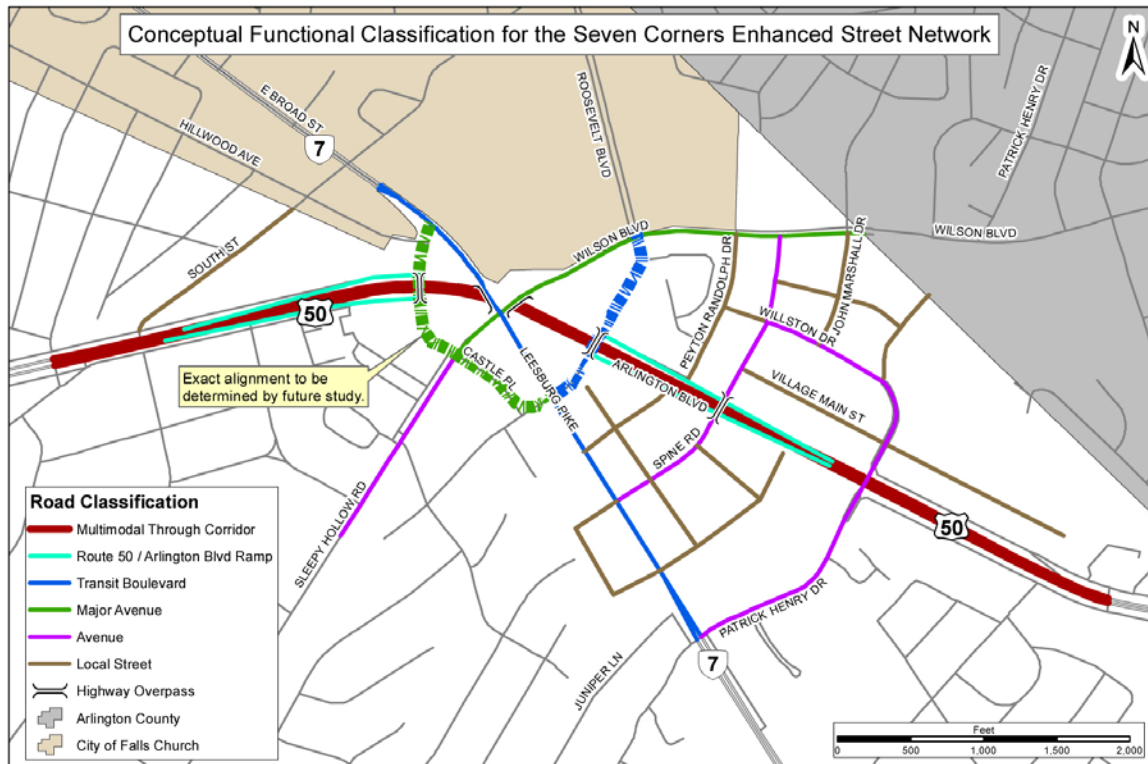 Conceptual Functional Classification for the Seven Corners Enhanced Street Network
N
E BROAD ST
7
HILLWOOD AVE
ROOSEVELT BLVD
PATRICK HENRY DR
SOUTH ST
WILSON BLVD
WILSON BLVD
JOHN MARSHALL DR
PEYTON RANDOLPH DR
50
WILLSTON DR
CASTLE PL
LEESBURG PIKE
ARLINGTON BLVD
VILLAGE MAIN ST
Exact alignment to be
determined by future study.
SPINE RD
SLEEPY HOLLOW RD
50
PATRICK HENRY DR
JUNIPER LN
7
Road Classification
Multimodal Through Corridor
Route 50 / Arlington Blvd Ramp
Transit Boulevard
Major Avenue
Avenue
Local Street
Highway Overpass
Arlington County
City of Falls Church
Feet
0 500 1,000 1,500 2,000